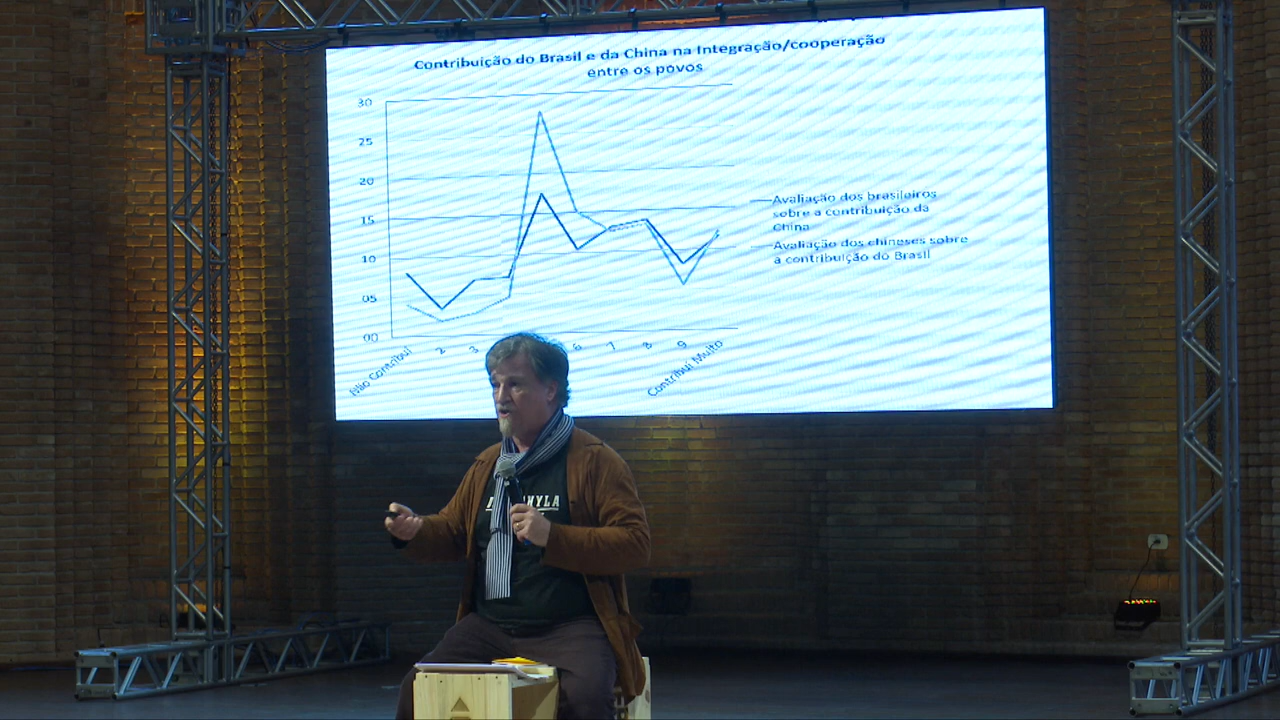 Contribuição do Brasil e da China na Integração/cooperação
entre os povos
30
25
20
15
10
05
00
Não Contribui
2
3
6
7
8
9
Contribui Muito
Avaliação dos brasileiros
sobre a contribuição da
China
Avaliação dos chineses sobre
a contribuição do Brasil